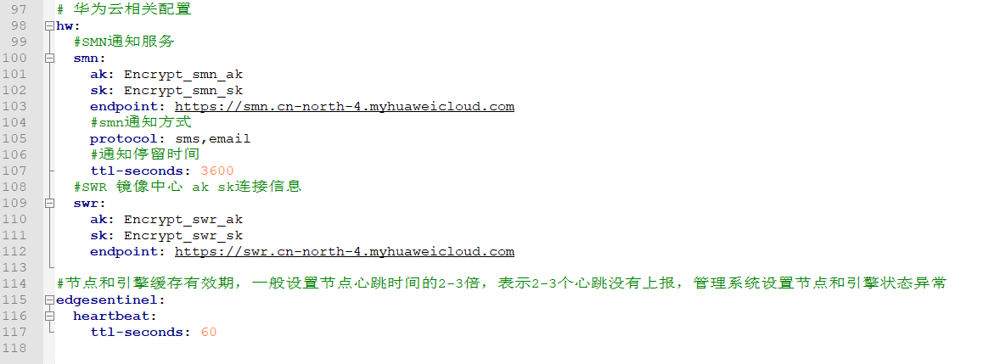 97 # 华为云相关配置
98 hw:
99 #SMN通知服务
100 smn:
101 ak: Encrypt_smn_ak
102 sk: Encrypt_smn_sk
103 endpoint: https://smn.cn-north-4.myhuaweicloud.com
104 #smn通知方式
105 protocol: sms,email
106 #通知停留时间
107 ttl-seconds: 3600
108 #SWR 镜像中心 ak sk连接信息
109 swr:
110 ak: Encrypt_swr_ak
111 sk: Encrypt_swr_sk
112 endpoint: https://swr.cn-north-4.myhuaweicloud.com
113
114 #节点和引擎缓存有效期，一般设置节点心跳时间的2-3倍，表示2-3个心跳没有上报，管理系统设置节点和引擎状态异常
115 edgesentinel:
116 heartbeat:
117 ttl-seconds: 60
118